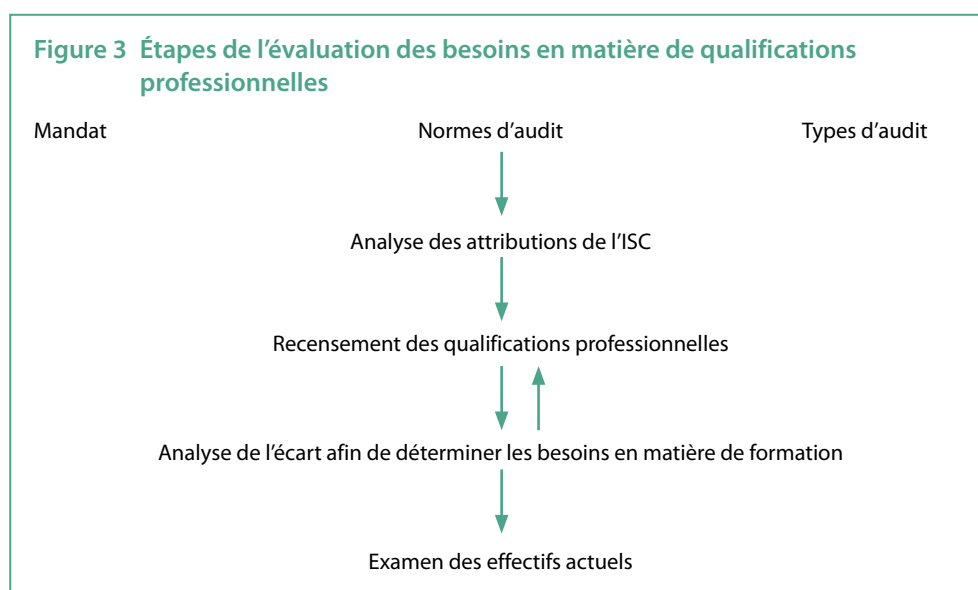 Figure 3 Étapes de l’évaluation des besoins en matière de qualifications
professionnelles
Mandat Normes d’audit Types d’audit
Analyse des attributions de l’ISC
Recensement des qualifications professionnelles
Analyse de l’écart afin de déterminer les besoins en matière de formation
Examen des effectifs actuels